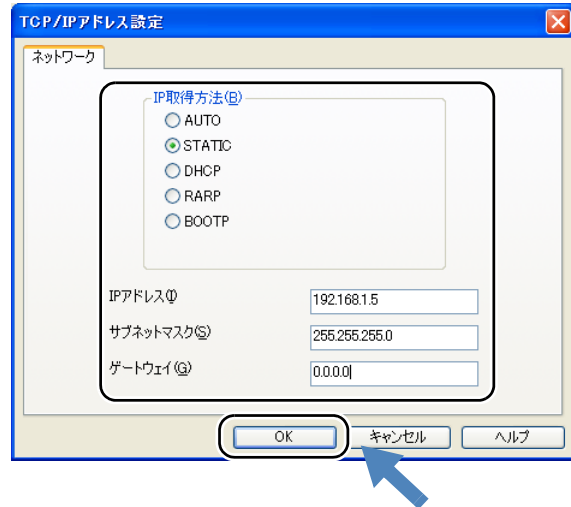 TCP/IPアドレス設定
ネットワーク
IP取得方法(B)
AUTO
STATIC
DHCP
RARP
BOOTP
IPアドレス(I) 192.168.1.5
サブネットマスク(S) 255.255.255.0
ゲートウェイ(G) 0.0.0.0
OK キャンセル ヘルプ